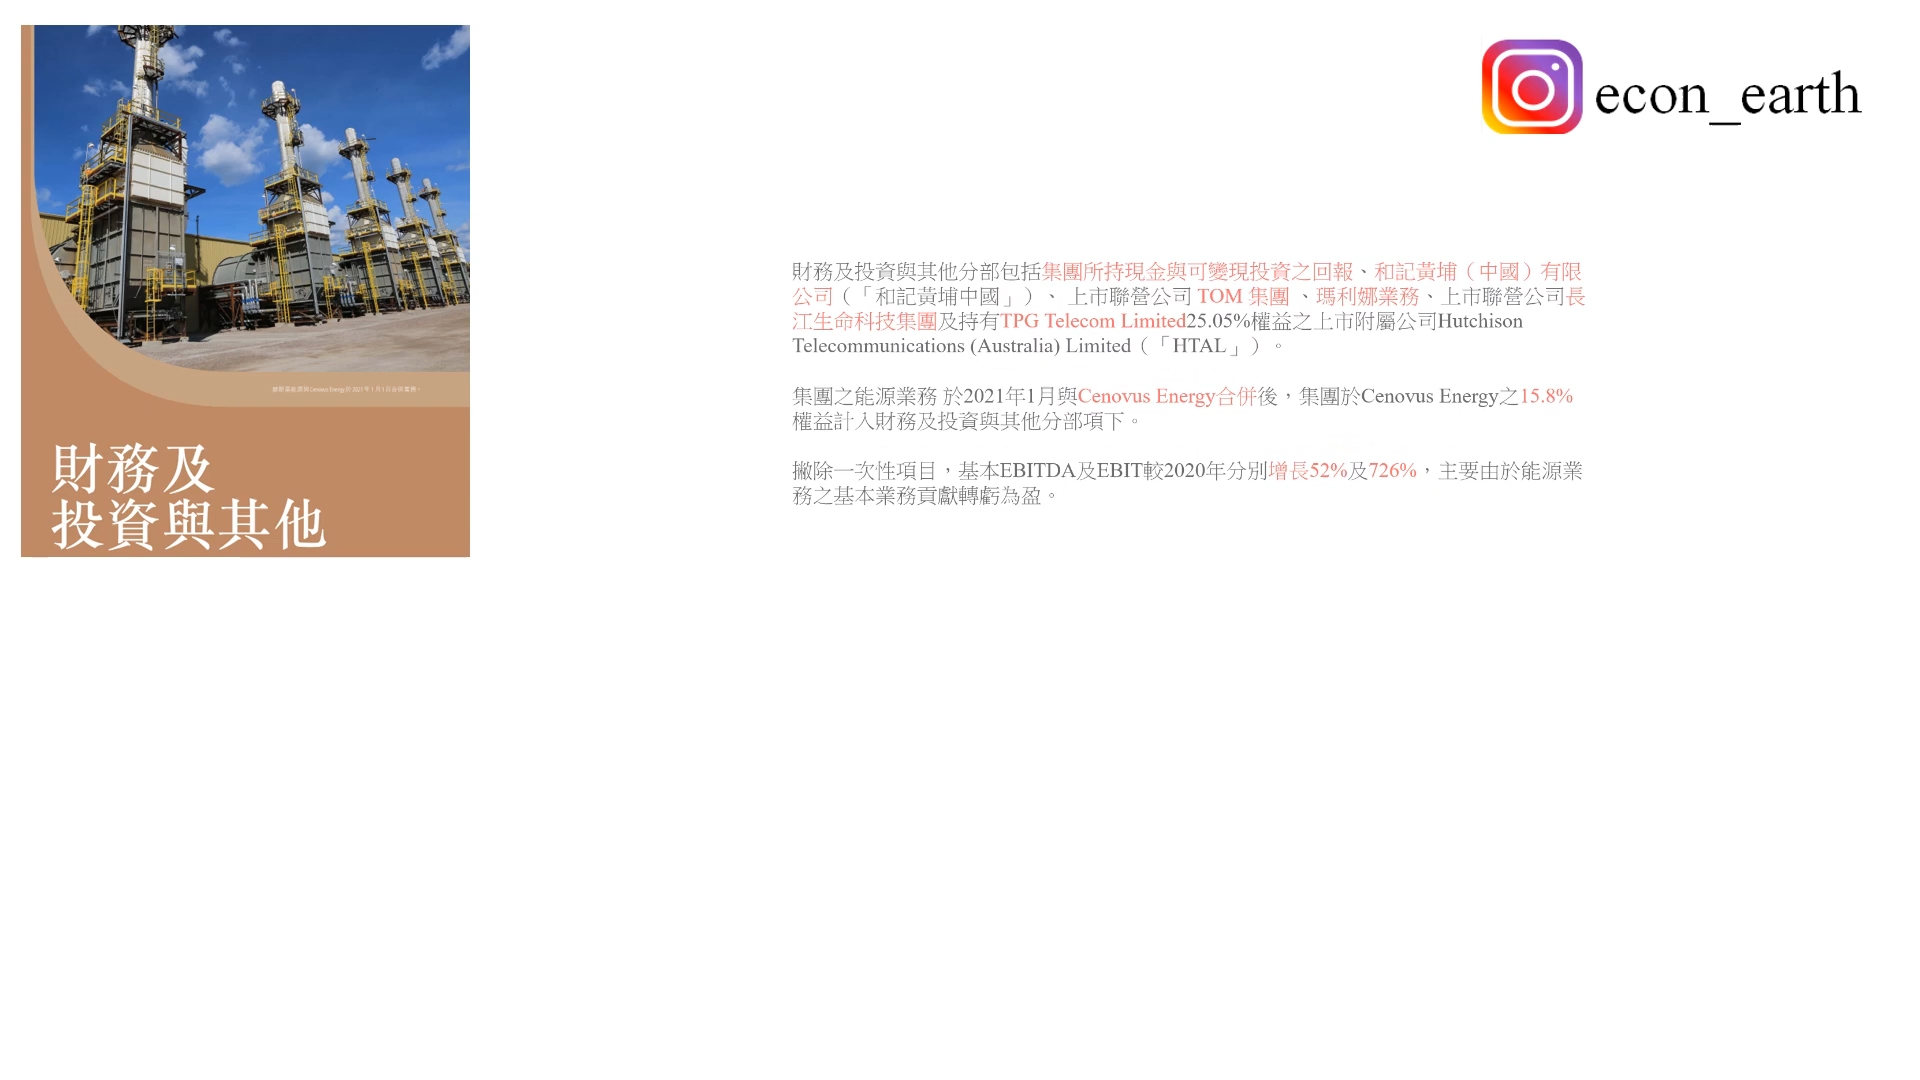 econ_earth
財務及投資與其他分部包括集團所持現金與可變現投資之回報、和記黃埔（中國）有限
公司（「和記黃埔中國」）、 上市聯營公司 TOM 集團 、瑪利娜業務、上市聯營公司長
江生命科技集團及持有TPG Telecom Limited25.05%權益之上市附屬公司Hutchison
Telecommunications (Australia) Limited（「HTAL」）。
集團之能源業務 於2021年1月與Cenovus Energy合併後，集團於Cenovus Energy之15.8%
權益計入財務及投資與其他分部項下。
撇除一次性項目，基本EBITDA及EBIT較2020年分別增長52%及726%，主要由於能源業
務之基本業務貢獻轉虧為盈。
財務及
投資與其他